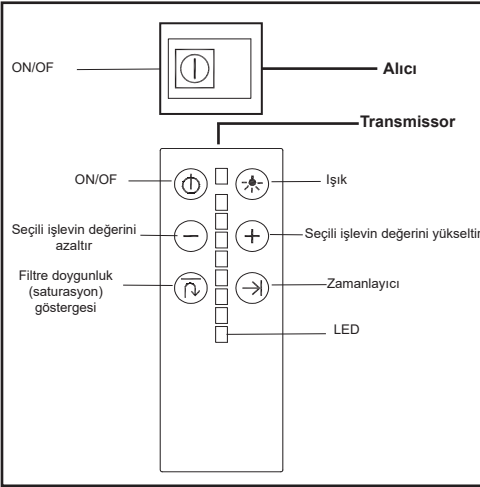 ON/OF
Alıcı
Transmissor
ON/OF
Işık
Seçili işlevin değerini
azaltır
Seçili işlevin değerini yükseltir
Filtre doygunluk
(saturasyon)
göstergesi
Zamanlayıcı
LED